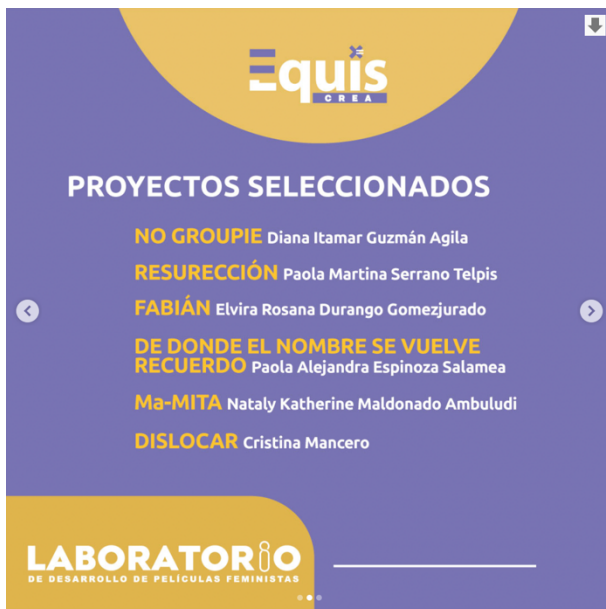 Equis
CREA
PROYECTOS SELECCIONADOS
NO GROUPIE Diana Itamar Guzmán Agila
RESURECCIÓN Paola Martina Serrano Telpis
FABIÁN Elvira Rosana Durango Gomezjurado
DE DONDE EL NOMBRE SE VUELVE
RECUERDO Paola Alejandra Espinoza Salamea
Ma-MITA Nataly Katherine Maldonado Ambuludi
DISLOCAR Cristina Mancero
LABORATORIO
DE DESARROLLO DE PELÍCULAS FEMINISTAS